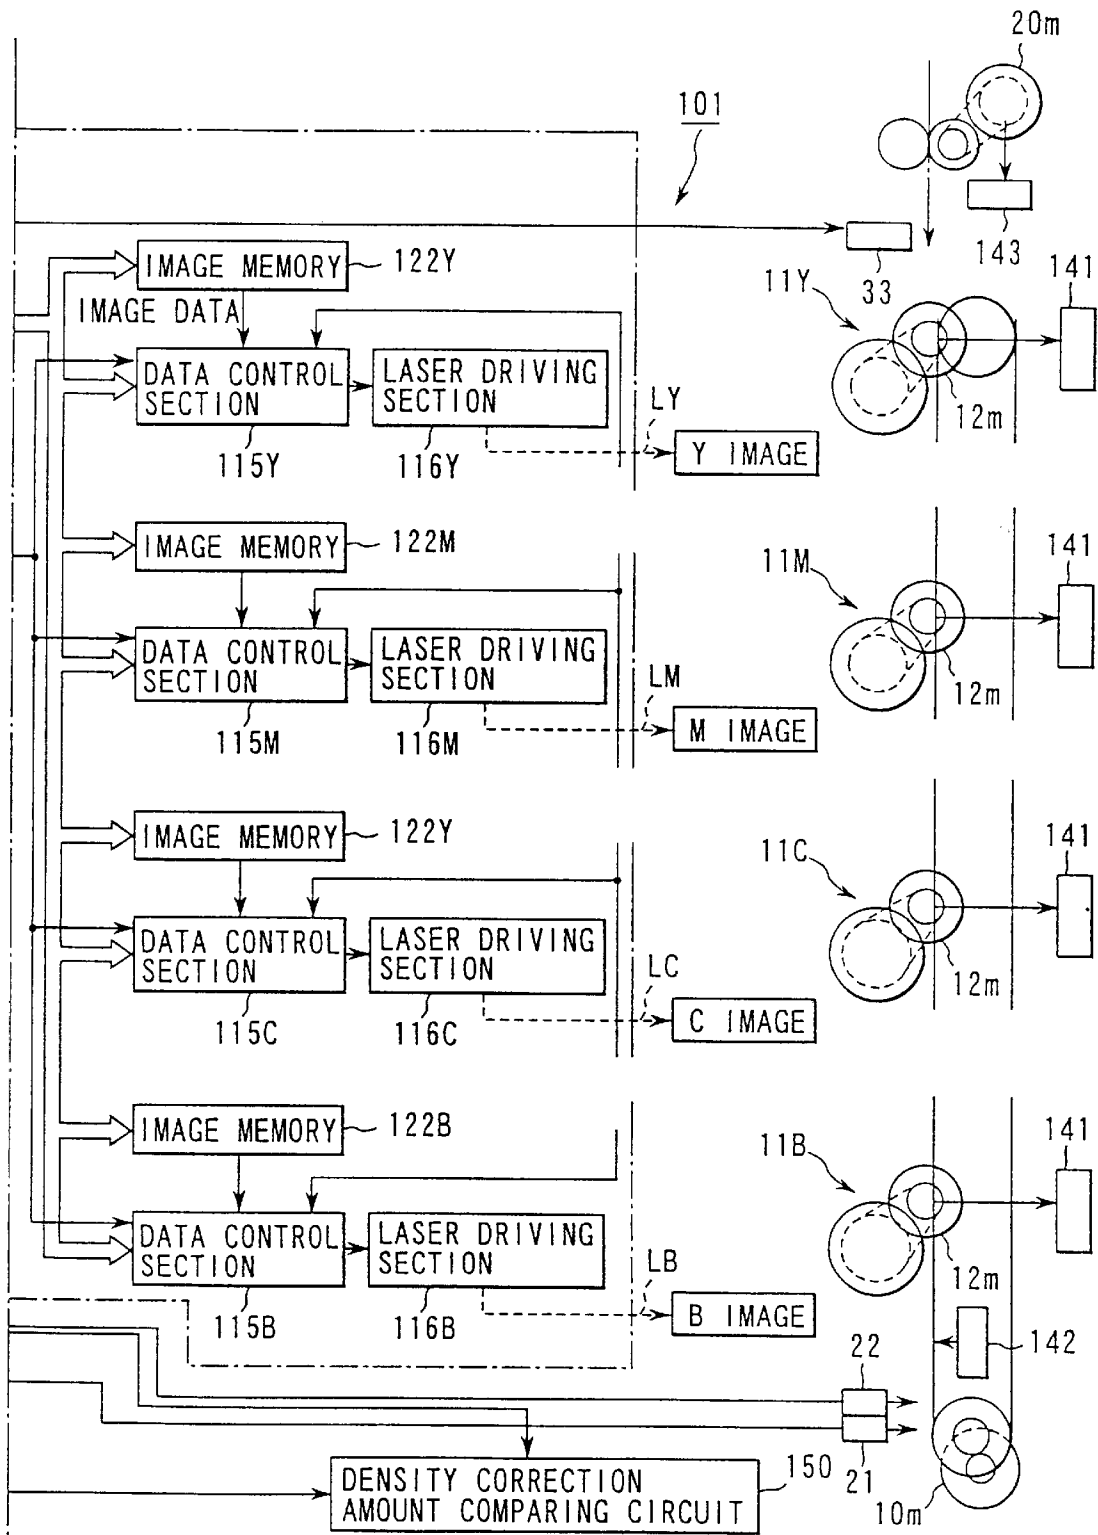 20m
101
143
33
IMAGE MEMORY
122Y
IMAGE DATA
11Y
141
DATA CONTROL
SECTION
LASER DRIVING
SECTION
12m
LY
115Y
116Y
Y IMAGE
IMAGE MEMORY
122M
11M
141
DATA CONTROL
SECTION
LASER DRIVING
SECTION
LM
12m
115M
116M
M IMAGE
IMAGE MEMORY
122Y
11C
141
DATA CONTROL
SECTION
LASER DRIVING
SECTION
LC
12m
115C
116C
C IMAGE
IMAGE MEMORY
122B
11B
141
DATA CONTROL
SECTION
LASER DRIVING
SECTION
LB
12m
115B
116B
B IMAGE
142
22
21
DENSITY CORRECTION
AMOUNT COMPARING CIRCUIT
150
10m